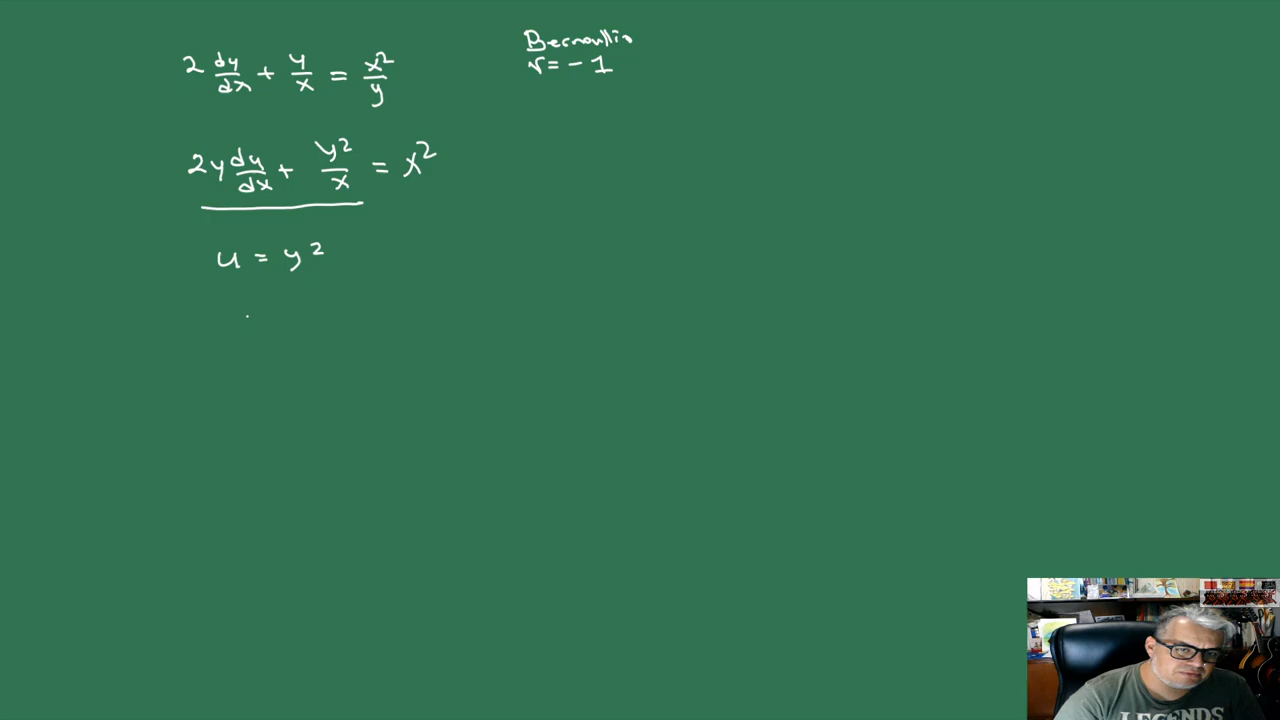 2 dy/dx + y/x = x²/y
Bernoulli
r = - 1
2y dy/dx + y²/x = x²
u = y²
LEGENDS